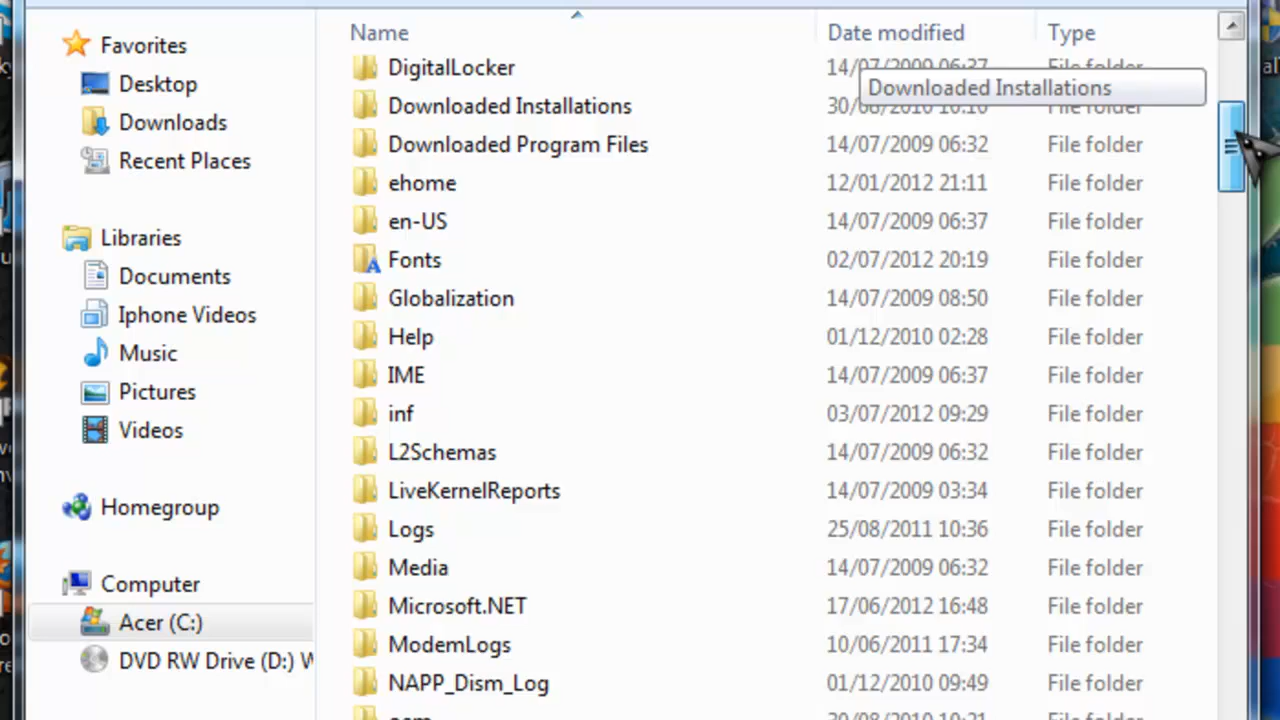 Favorites
Desktop
Downloads
Recent Places
Libraries
Documents
Iphone Videos
Music
Pictures
Videos
Homegroup
Computer
Acer (C:)
DVD RW Drive (D:) W
Name Date modified Type
DigitalLocker 14/07/2009 06:37 File folder
Downloaded Installations
Downloaded Installations 30/08/2010 10:10 File folder
Downloaded Program Files 14/07/2009 06:32 File folder
ehome 12/01/2012 21:11 File folder
en-US 14/07/2009 06:37 File folder
Fonts 02/07/2012 20:19 File folder
Globalization 14/07/2009 08:50 File folder
Help 01/12/2010 02:28 File folder
IME 14/07/2009 06:37 File folder
inf 03/07/2012 09:29 File folder
L2Schemas 14/07/2009 06:32 File folder
LiveKernelReports 14/07/2009 03:34 File folder
Logs 25/08/2011 10:36 File folder
Media 14/07/2009 06:32 File folder
Microsoft.NET 17/06/2012 16:48 File folder
ModemLogs 10/06/2011 17:34 File folder
NAPP_Dism_Log 01/12/2010 09:49 File folder